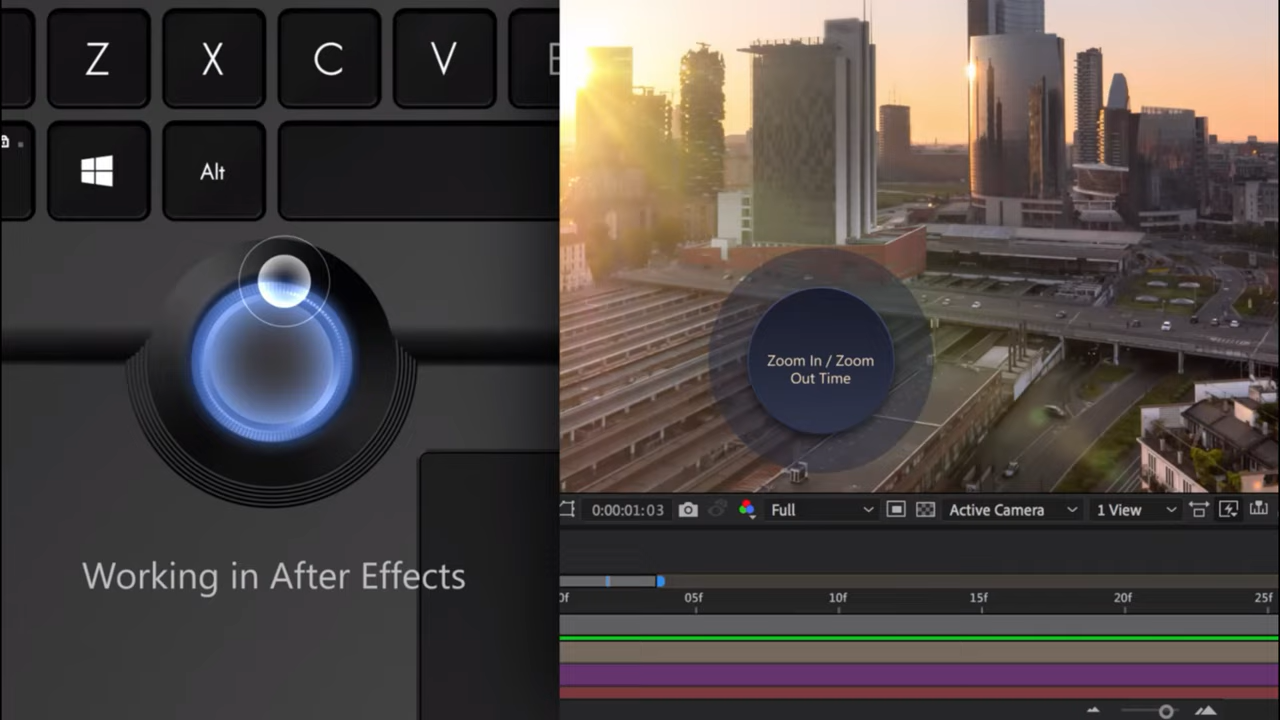 Z X C V
Alt
Working in After Effects
Zoom In / Zoom
Out Time
0:00:01:03 Full Active Camera 1 View
05f 10f 15f 20f 25f